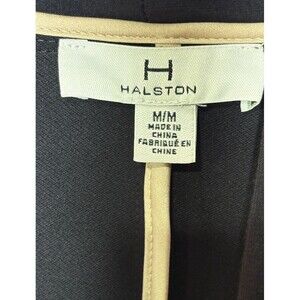 H
HALSTON
M/M
MADE IN
CHINA
FABRIQUÉ EN
CHINE